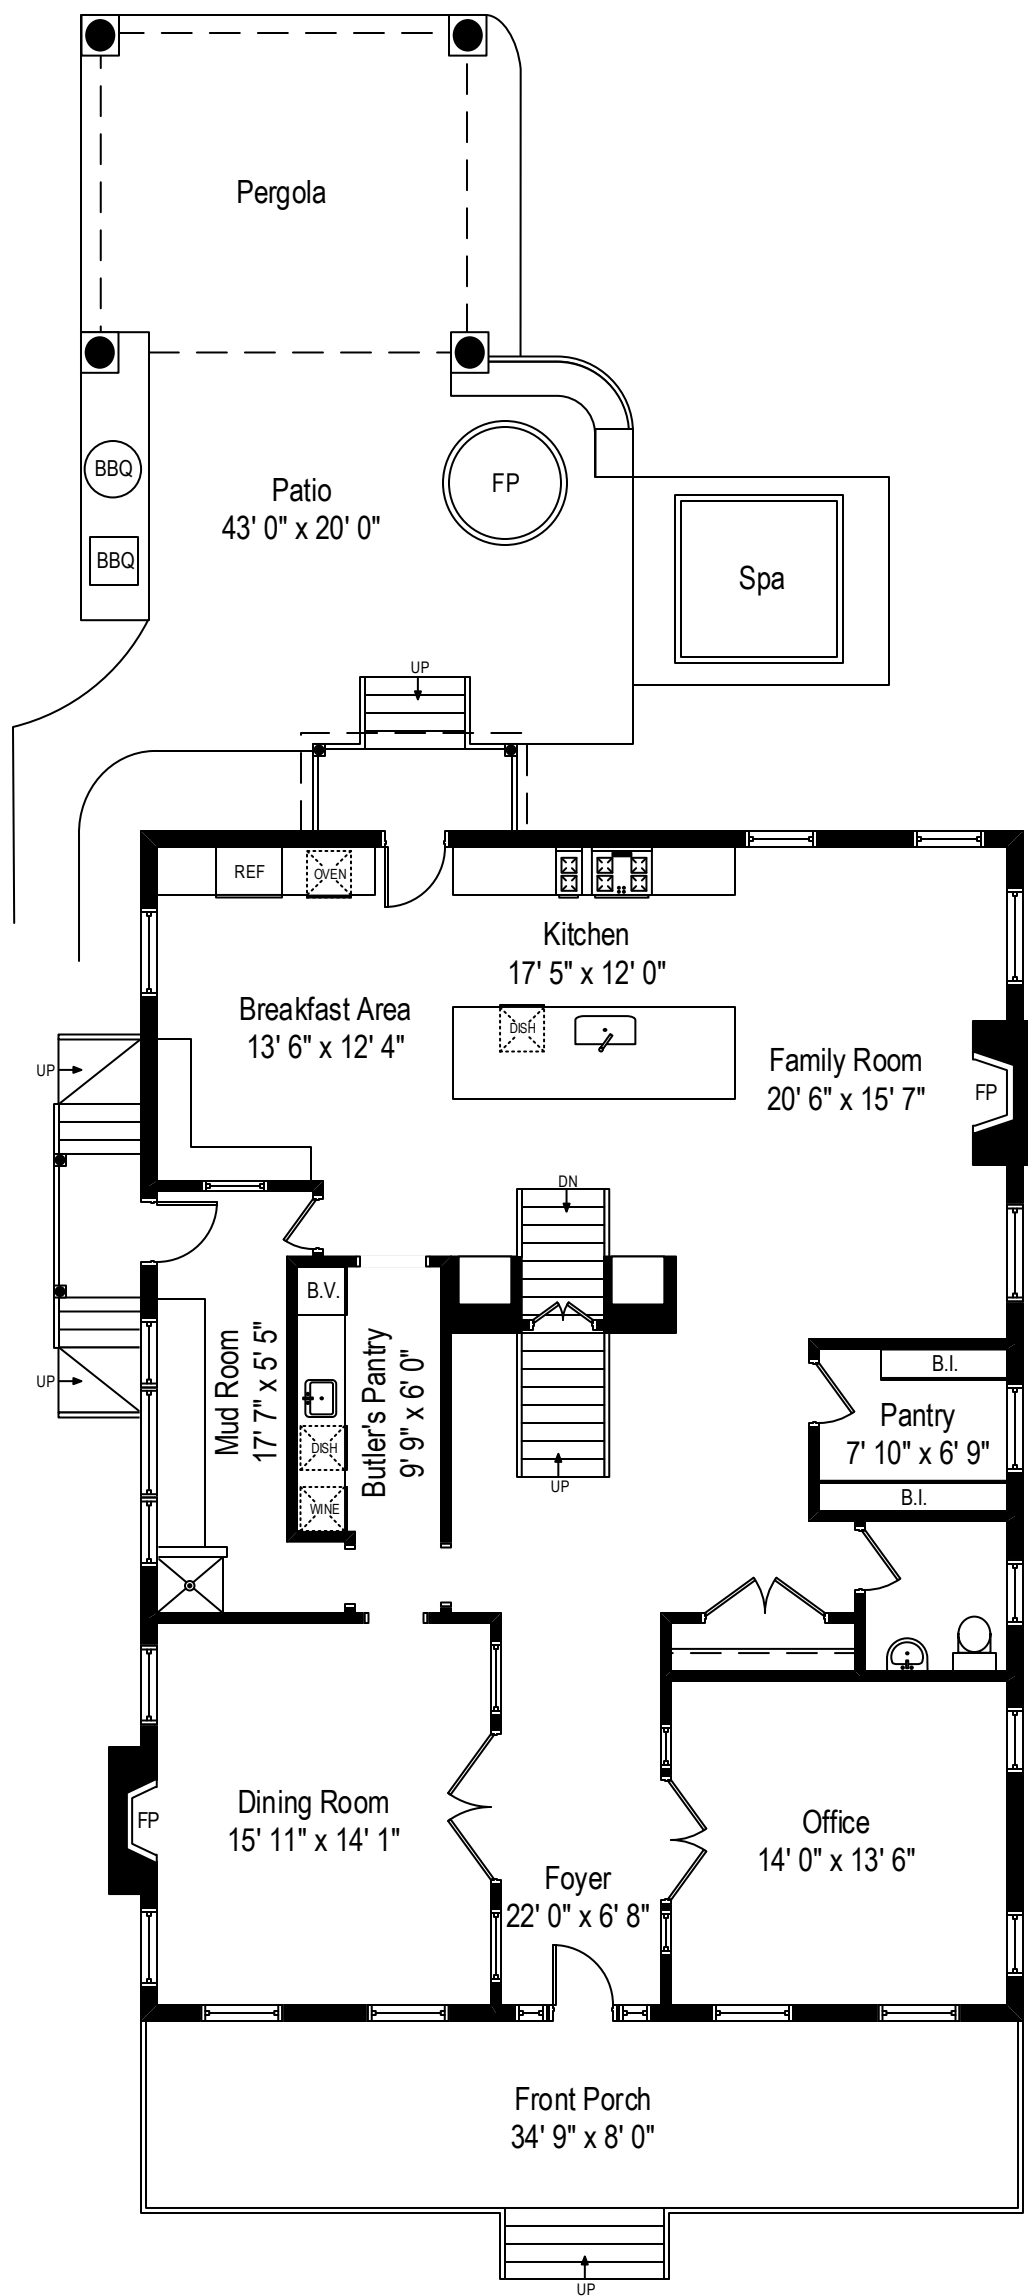 Pergola
BBQ
Patio
43' 0" x 20' 0"
FP
BBQ
Spa
UP
REF
OVEN
Kitchen
17' 5" x 12' 0"
Breakfast Area
13' 6" x 12' 4"
DISH
Family Room
20' 6" x 15' 7"
FP
UP
DN
B.V.
Mud Room
17' 7" x 5' 5"
Butler's Pantry
9' 9" x 6' 0"
DISH
WINE
UP
UP
B.I.
Pantry
7' 10" x 6' 9"
B.I.
Dining Room
15' 11" x 14' 1"
FP
Office
14' 0" x 13' 6"
Foyer
22' 0" x 6' 8"
Front Porch
34' 9" x 8' 0"
UP